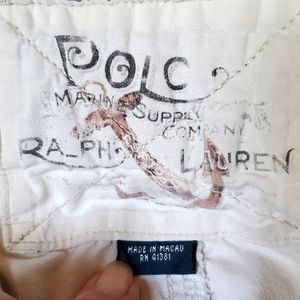 POLO
MARINE SUPPLY
COMPANY
RALPH LAUREN
MADE IN MACAU
RN 41381